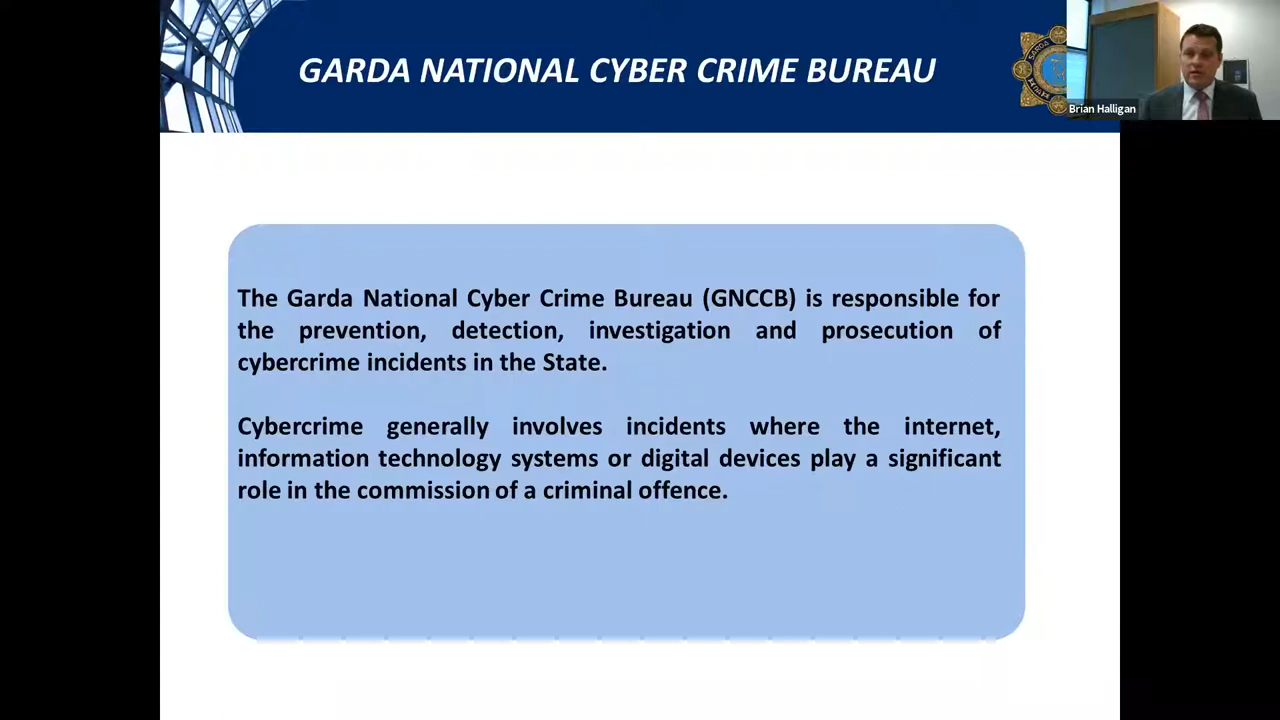 GARDA NATIONAL CYBER CRIME BUREAU
Brian Halligan
The Garda National Cyber Crime Bureau (GNCCB) is responsible for
the prevention, detection, investigation and prosecution of
cybercrime incidents in the State.
Cybercrime generally involves incidents where the internet,
information technology systems or digital devices play a significant
role in the commission of a criminal offence.